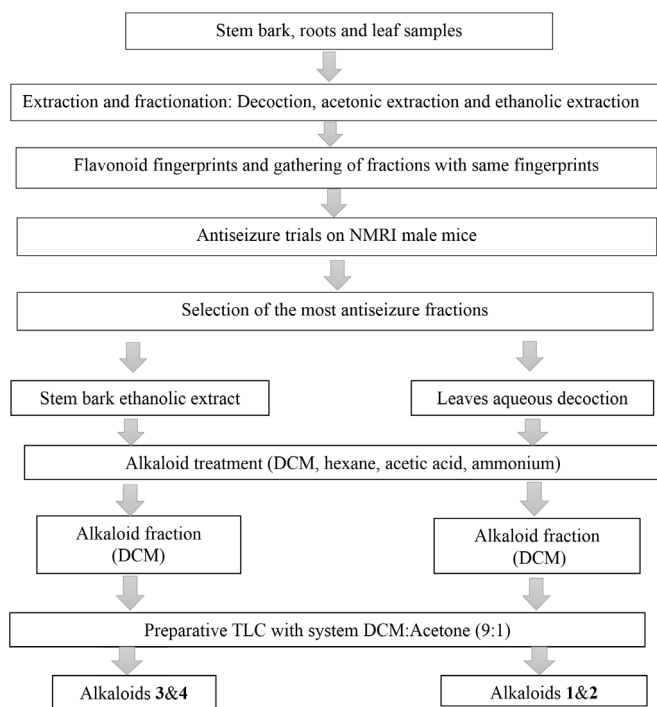 Stem bark, roots and leaf samples
Extraction and fractionation: Decoction, acetonic extraction and ethanolic extraction
Flavonoid fingerprints and gathering of fractions with same fingerprints
Antiseizure trials on NMRI male mice
Selection of the most antiseizure fractions
Stem bark ethanolic extract
Leaves aqueous decoction
Alkaloid treatment (DCM, hexane, acetic acid, ammonium)
Alkaloid fraction
(DCM)
Alkaloid fraction
(DCM)
Preparative TLC with system DCM:Acetone (9:1)
Alkaloids 3&4
Alkaloids 1&2